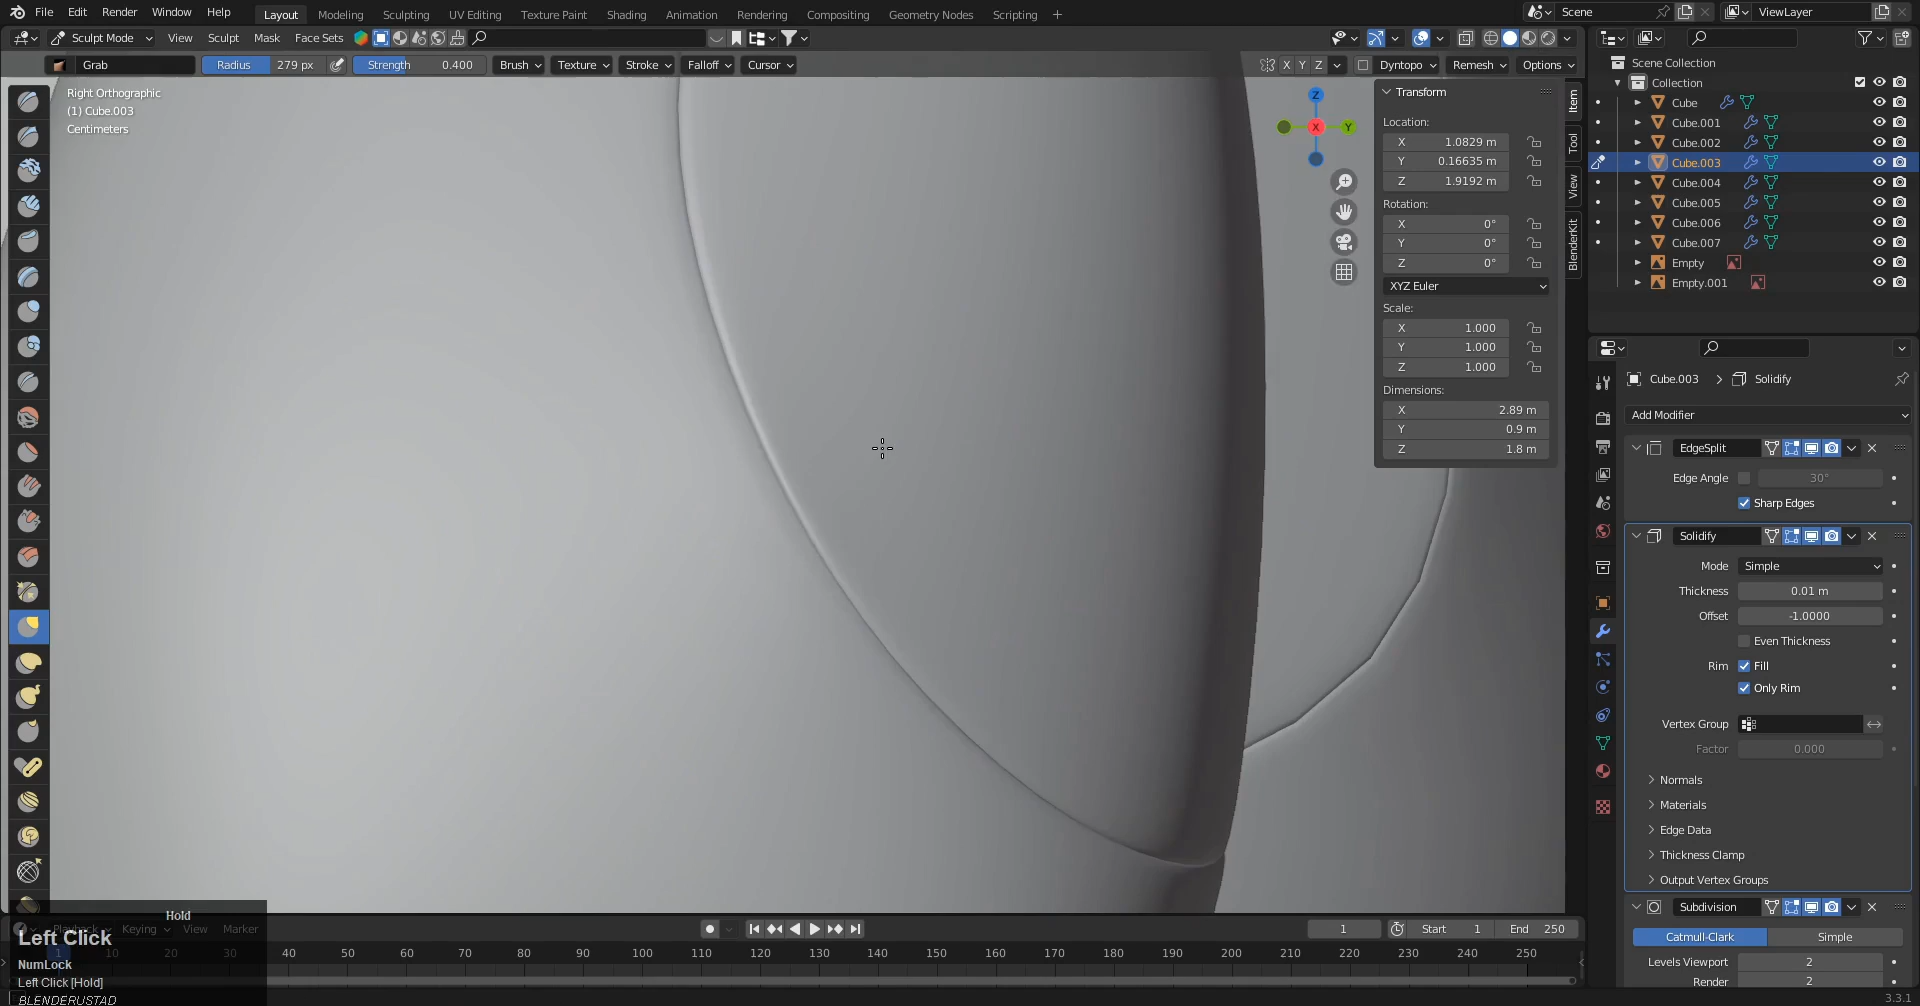 File Edit Render Window Help Layout Modeling Sculpting UV Editing Texture Paint Shading Animation Rendering Compositing Geometry Nodes Scripting + Scene ViewLayer
Sculpt Mode View Sculpt Mask Face Sets
Grab Radius 279 px Strength 0.400 Brush Texture Stroke Falloff Cursor X Y Z Dyntopo Remesh Options
Right Orthographic
(1) Cube.003
Centimeters
Z
X
Y
Transform
Location:
X 1.0829 m
Y 0.16635 m
Z 1.9192 m
Rotation:
X 0°
Y 0°
Z 0°
XYZ Euler
Scale:
X 1.000
Y 1.000
Z 1.000
Dimensions:
X 2.89 m
Y 0.9 m
Z 1.8 m
Item
Tool
View
BlenderKit
Scene Collection
Collection
Cube
Cube.001
Cube.002
Cube.003
Cube.004
Cube.005
Cube.006
Cube.007
Empty
Empty.001
Cube.003 > Solidify
Add Modifier
EdgeSplit
Edge Angle 30°
Sharp Edges
Solidify
Mode Simple
Thickness 0.01 m
Offset -1.0000
Even Thickness
Rim Fill
Only Rim
Vertex Group
Factor 0.000
Normals
Materials
Edge Data
Thickness Clamp
Output Vertex Groups
Subdivision
Catmull-Clark Simple
Levels Viewport 2
Render 2
Playback Keying View Marker 1 Start 1 End 250
1 10 20 30 40 50 60 70 80 90 100 110 120 130 140 150 160 170 180 190 200 210 220 230 240 250
Hold
Left Click
NumLock
Left Click [Hold]
BLENDERUSTAD
3.3.1